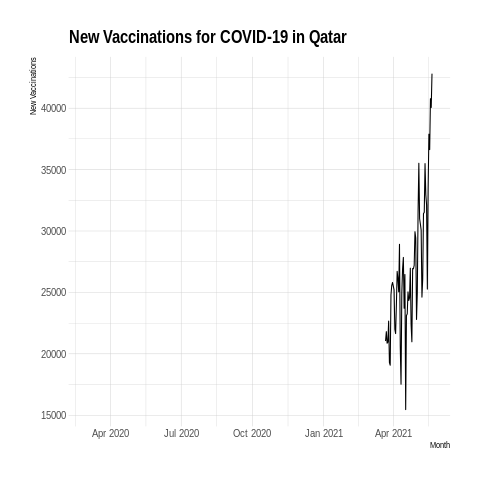 New Vaccinations for COVID-19 in Qatar
New Vaccinations
40000
35000
30000
25000
20000
15000
Apr 2020 Jul 2020 Oct 2020 Jan 2021 Apr 2021
Month